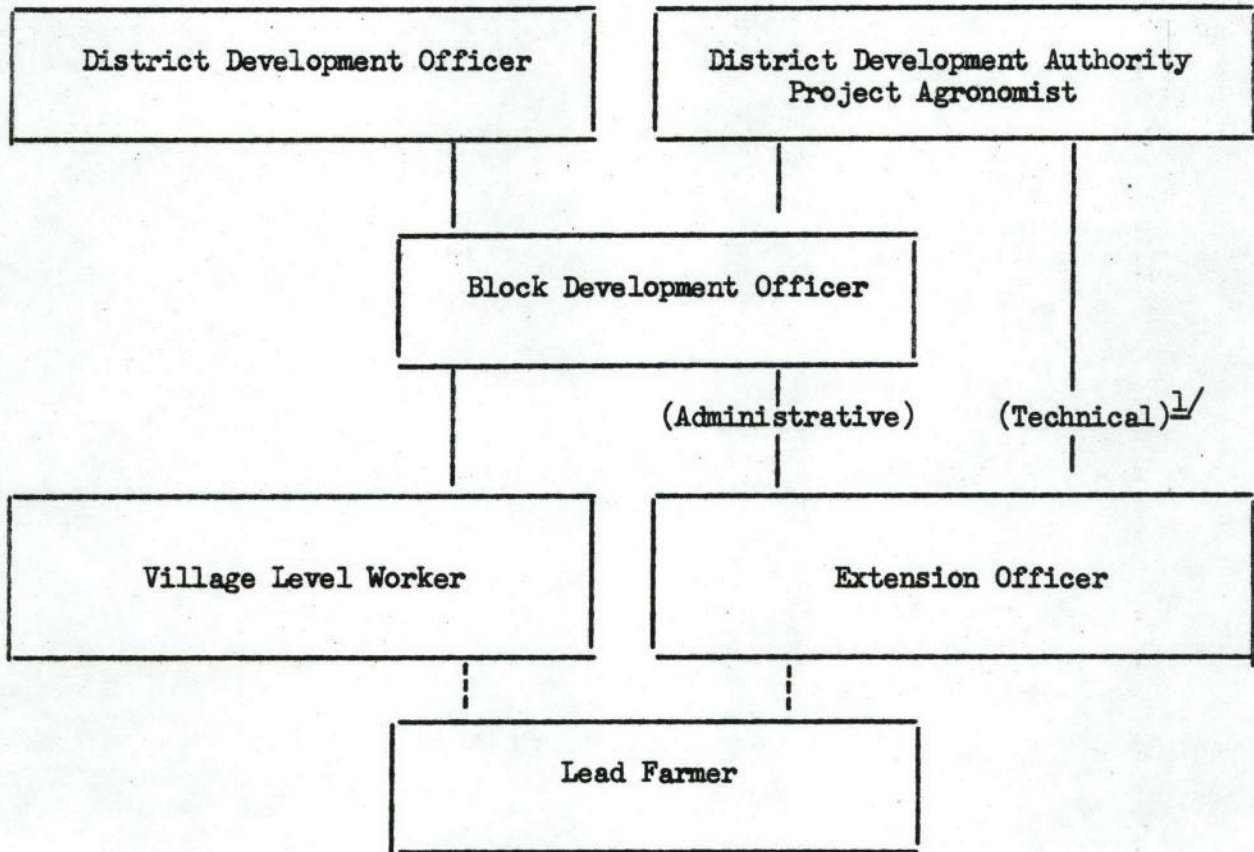 District Development Officer
District Development Authority
Project Agronomist
Block Development Officer
(Administrative)
(Technical)1/
Village Level Worker
Extension Officer
Lead Farmer